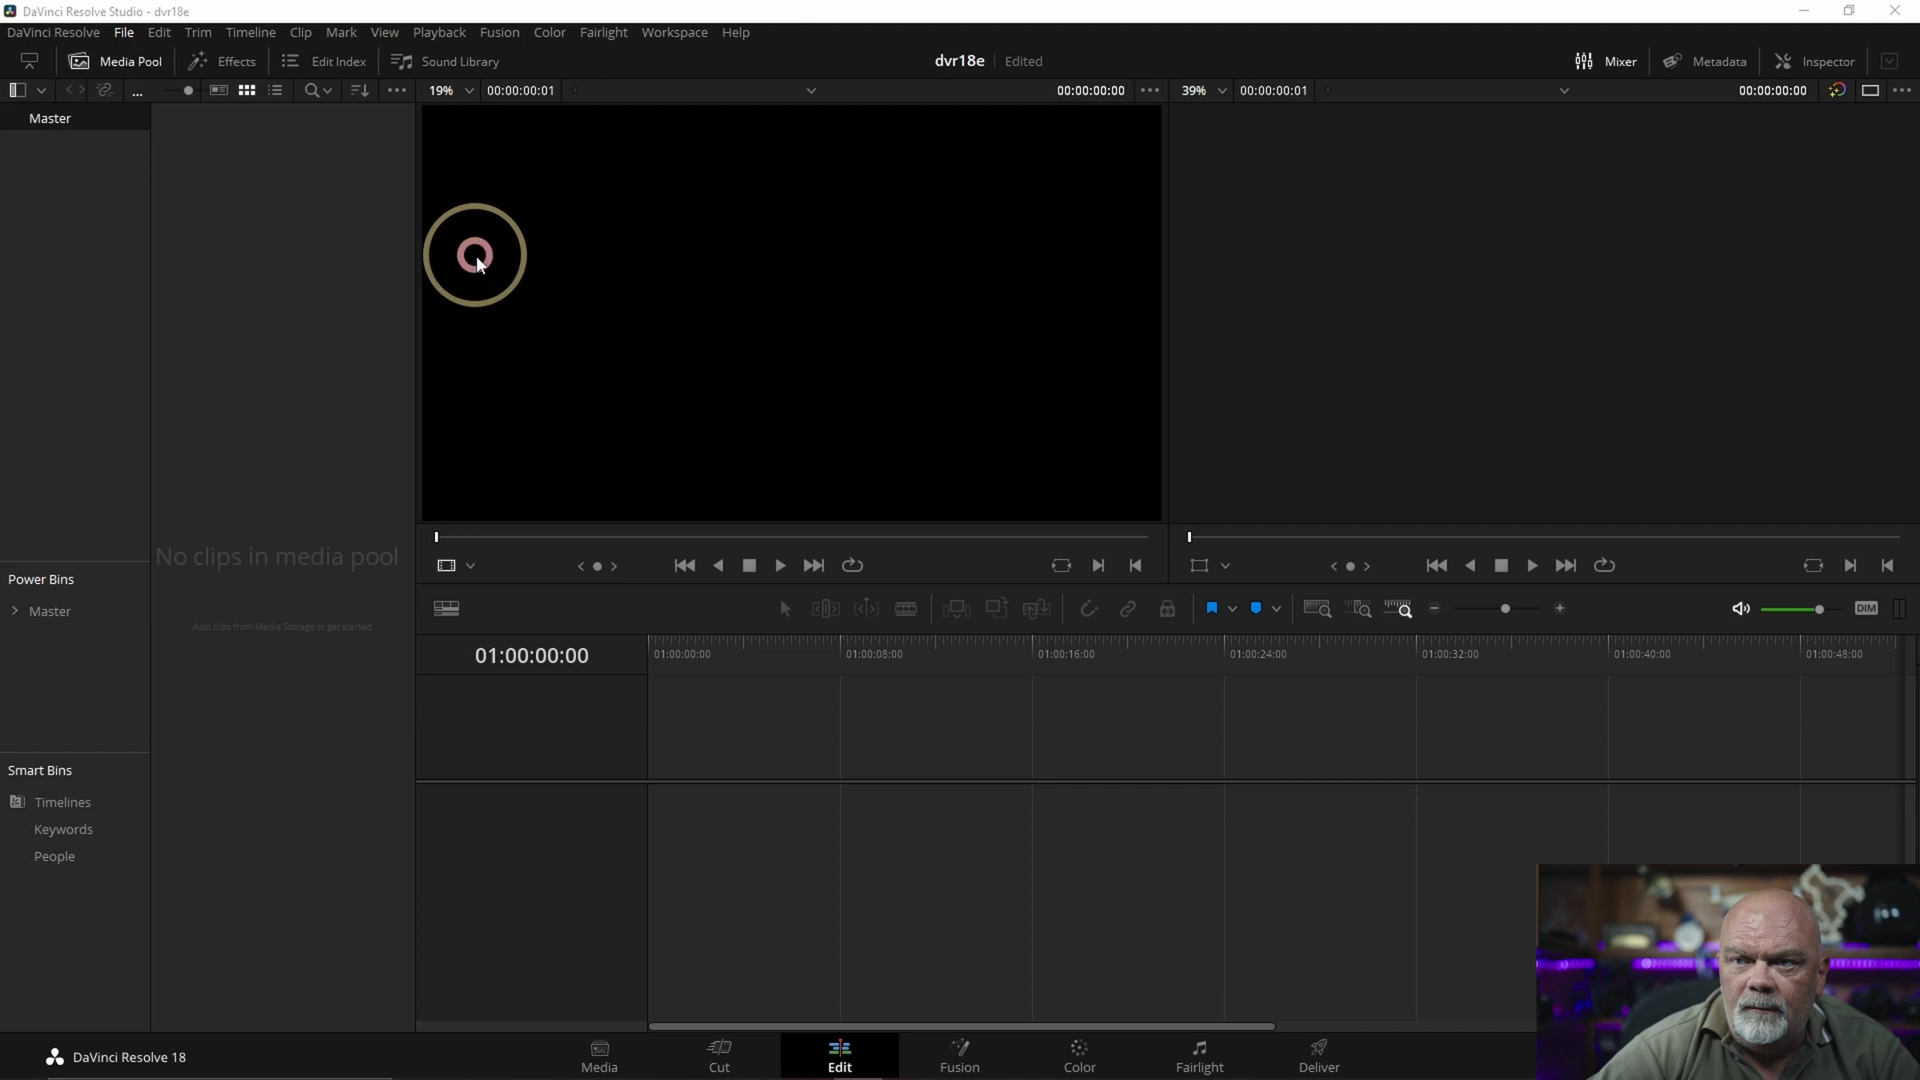 DaVinci Resolve Studio - dvr18e
DaVinci Resolve File Edit Trim Timeline Clip Mark View Playback Fusion Color Fairlight Workspace Help
Media Pool Effects Edit Index Sound Library dvr18e Edited Mixer Metadata Inspector
... 19% 00:00:00:01 00:00:00:00 39% 00:00:00:01 00:00:00:00
Master
No clips in media pool
Add clips from Media Storage to get started
Power Bins
Master
DIM
01:00:00:00 01:00:00:00 01:00:08:00 01:00:16:00 01:00:24:00 01:00:32:00 01:00:40:00 01:00:48:00
Smart Bins
Timelines
Keywords
People
DaVinci Resolve 18
Media Cut Edit Fusion Color Fairlight Deliver